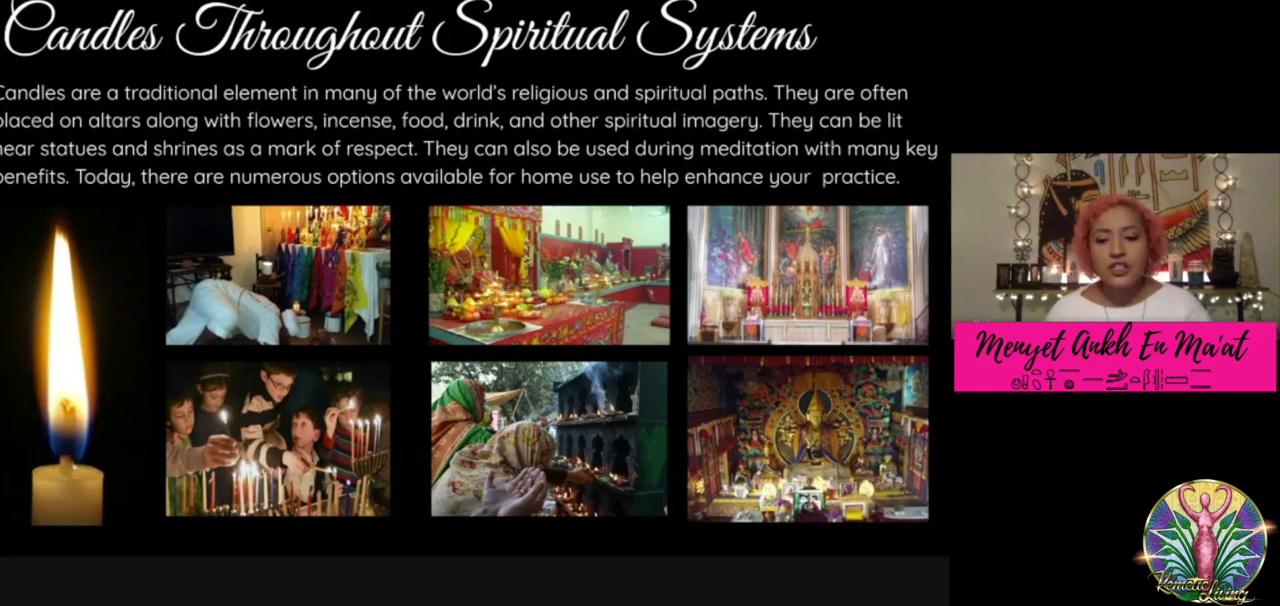 Candles Throughout Spiritual Systems
Candles are a traditional element in many of the world's religious and spiritual paths. They are often
placed on altars along with flowers, incense, food, drink, and other spiritual imagery. They can be lit
near statues and shrines as a mark of respect. They can also be used during meditation with many key
benefits. Today, there are numerous options available for home use to help enhance your practice.
Menyet Ankh En Ma'at
Kemetic Living